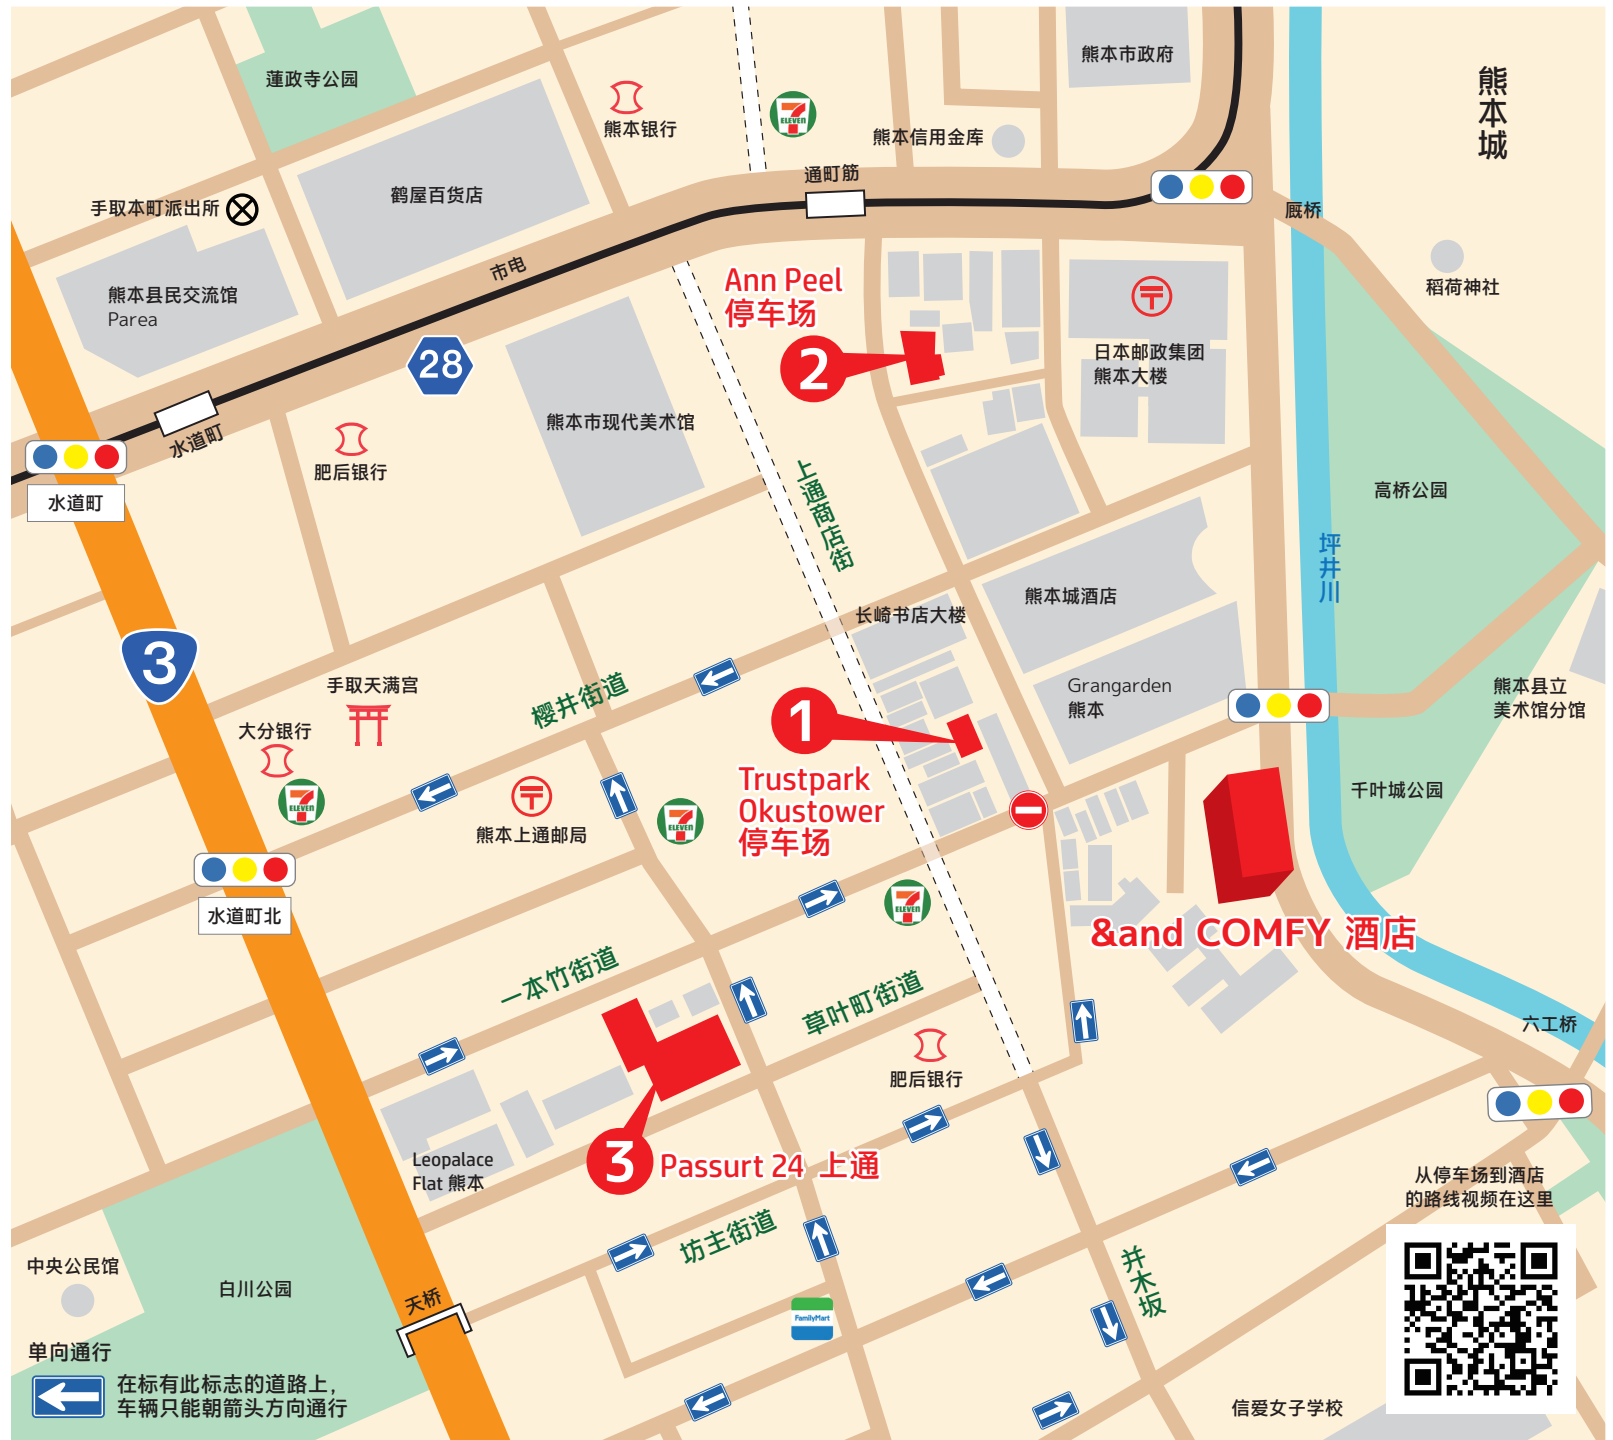 熊本市政府
熊本城
蓮政寺公园
熊本银行
7
ELEVEN
熊本信用金库
通町筋
手取本町派出所
鹤屋百货店
厩桥
市电
稻荷神社
熊本县民交流馆
Parea
Ann Peel
停车场
2
日本邮政集团
熊本大楼
28
熊本市现代美术馆
水道町
肥后银行
水道町
上通商店街
高桥公园
坪井川
熊本城酒店
长崎书店大楼
3
手取天满宫
大分银行
樱井街道
1
Grangarden
熊本
熊本县立
美术馆分馆
7
ELEVEN
熊本上通邮局
7
ELEVEN
Trustpark
Okustower
停车场
千叶城公园
水道町北
7
ELEVEN
&and COMFY 酒店
一本竹街道
草叶町街道
六工桥
肥后银行
Leopalace
Flat 熊本
3
Passurt 24 上通
从停车场到酒店
的路线视频在这里
坊主街道
并木坂
中央公民馆
白川公园
天桥
FamilyMart
单向通行
在标有此标志的道路上，
车辆只能朝箭头方向通行
信爱女子学校